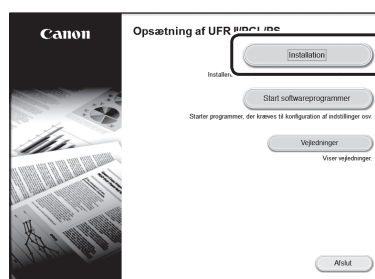 Canon
Opsætning af UFR II/PCL/PS
Installation
Start softwareprogrammer
Starter programmer, der kræves til konfiguration af indstillinger osv.
Vejledninger
Viser vejledninger.
Afslut